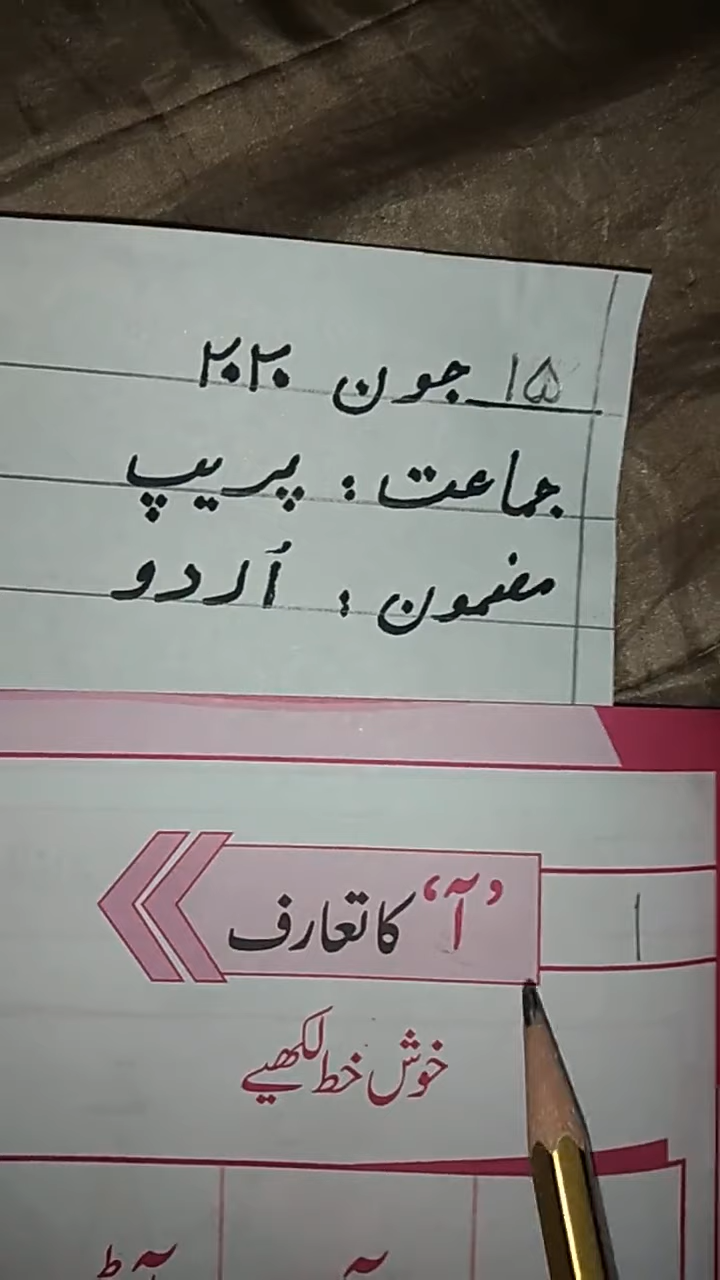 ۱۵ جون ۲۰۲۰
جماعت : پریپ
مضمون : اُردو
۱
’آ‘ کا تعارف
خوش خط لکھیے